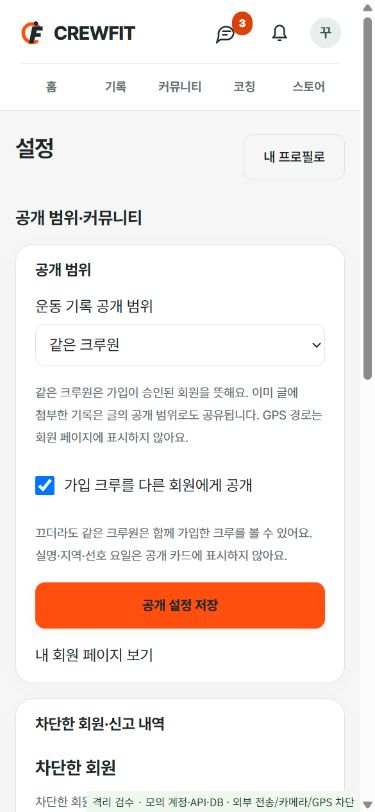 CREWFIT
3
꾸
홈 기록 커뮤니티 코칭 스토어
설정
내 프로필로
공개 범위·커뮤니티
공개 범위
운동 기록 공개 범위
같은 크루원
같은 크루원은 가입이 승인된 회원을 뜻해요. 이미 글에
첨부한 기록은 글의 공개 범위로도 공유됩니다. GPS 경로는
회원 페이지에 표시하지 않아요.
가입 크루를 다른 회원에게 공개
끄더라도 같은 크루원은 함께 가입한 크루를 볼 수 있어요.
실명·지역·선호 요일은 공개 카드에 표시하지 않아요.
공개 설정 저장
내 회원 페이지 보기
차단한 회원·신고 내역
차단한 회원
차단한
격리 검수 · 모의 계정·API·DB · 외부 전송/카메라/GPS 차단